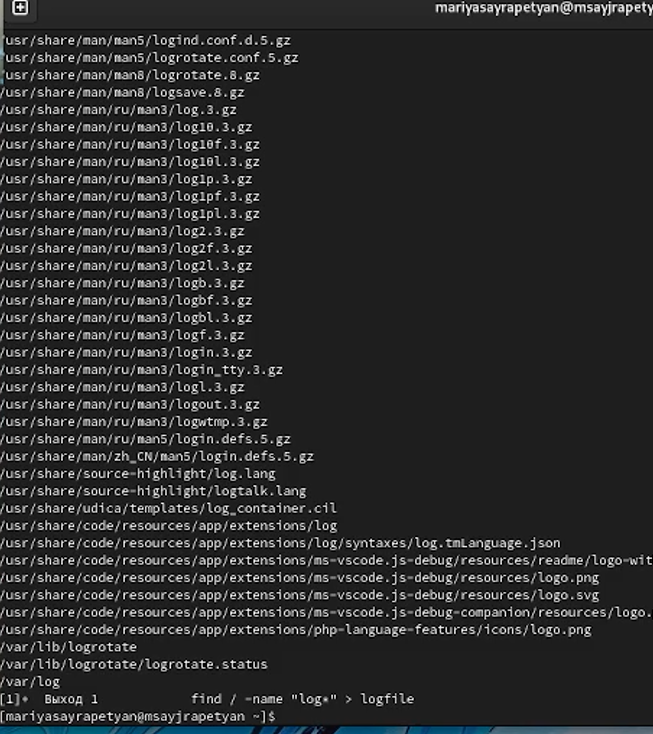 mariyasayrapetyan@msayjrapety
/usr/share/man/man5/logind.conf.d.5.gz
/usr/share/man/man5/logrotate.conf.5.gz
/usr/share/man/man8/logrotate.8.gz
/usr/share/man/man8/logsave.8.gz
/usr/share/man/ru/man3/log.3.gz
/usr/share/man/ru/man3/log10.3.gz
/usr/share/man/ru/man3/log10f.3.gz
/usr/share/man/ru/man3/log10l.3.gz
/usr/share/man/ru/man3/log1p.3.gz
/usr/share/man/ru/man3/log1pf.3.gz
/usr/share/man/ru/man3/log1pl.3.gz
/usr/share/man/ru/man3/log2.3.gz
/usr/share/man/ru/man3/log2f.3.gz
/usr/share/man/ru/man3/log2l.3.gz
/usr/share/man/ru/man3/logb.3.gz
/usr/share/man/ru/man3/logbf.3.gz
/usr/share/man/ru/man3/logbl.3.gz
/usr/share/man/ru/man3/logf.3.gz
/usr/share/man/ru/man3/login.3.gz
/usr/share/man/ru/man3/login_tty.3.gz
/usr/share/man/ru/man3/logl.3.gz
/usr/share/man/ru/man3/logout.3.gz
/usr/share/man/ru/man3/logwtmp.3.gz
/usr/share/man/ru/man5/login.defs.5.gz
/usr/share/man/zh_CN/man5/login.defs.5.gz
/usr/share/source-highlight/log.lang
/usr/share/source-highlight/logtalk.lang
/usr/share/udica/templates/log_container.cil
/usr/share/code/resources/app/extensions/log
/usr/share/code/resources/app/extensions/log/syntaxes/log.tmLanguage.json
/usr/share/code/resources/app/extensions/ms-vscode.js-debug/resources/readme/logo-wit
/usr/share/code/resources/app/extensions/ms-vscode.js-debug/resources/logo.png
/usr/share/code/resources/app/extensions/ms-vscode.js-debug/resources/logo.svg
/usr/share/code/resources/app/extensions/ms-vscode.js-debug-companion/resources/logo.
/usr/share/code/resources/app/extensions/php-language-features/icons/logo.png
/var/lib/logrotate
/var/lib/logrotate/logrotate.status
/var/log
[1]+  Выход 1            find / -name "log*" > logfile
[mariyasayrapetyan@msayjrapetyan ~]$